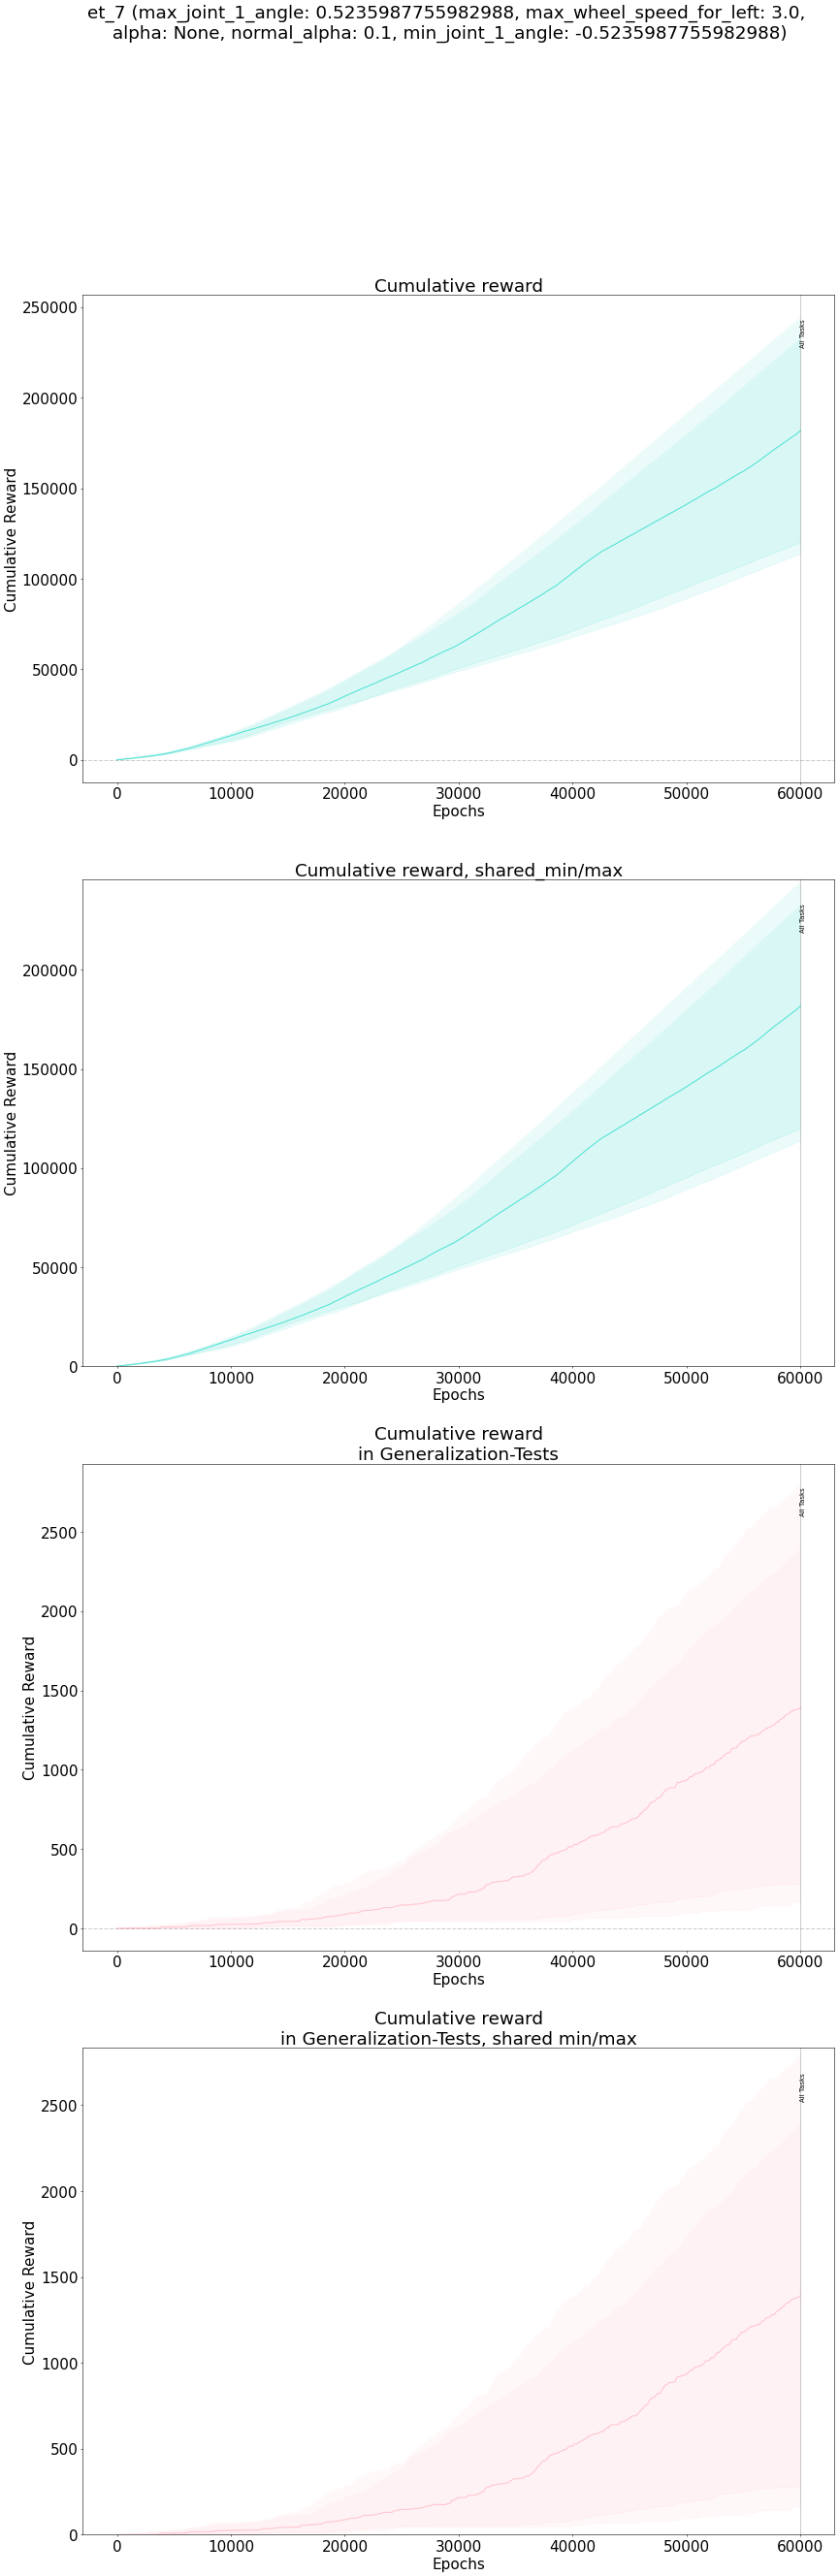 et_7 (max_joint_1_angle: 0.5235987755982988, max_wheel_speed_for_left: 3.0,
alpha: None, normal_alpha: 0.1, min_joint_1_angle: -0.5235987755982988)
Cumulative reward
250000
200000
150000
100000
50000
0
Cumulative Reward
All Tasks
0 10000 20000 30000 40000 50000 60000
Epochs
Cumulative reward, shared_min/max
200000
150000
100000
50000
0
Cumulative Reward
All Tasks
0 10000 20000 30000 40000 50000 60000
Epochs
Cumulative reward
in Generalization-Tests
2500
2000
1500
1000
500
0
Cumulative Reward
All Tasks
0 10000 20000 30000 40000 50000 60000
Epochs
Cumulative reward
in Generalization-Tests, shared min/max
2500
2000
1500
1000
500
0
Cumulative Reward
All Tasks
0 10000 20000 30000 40000 50000 60000
Epochs